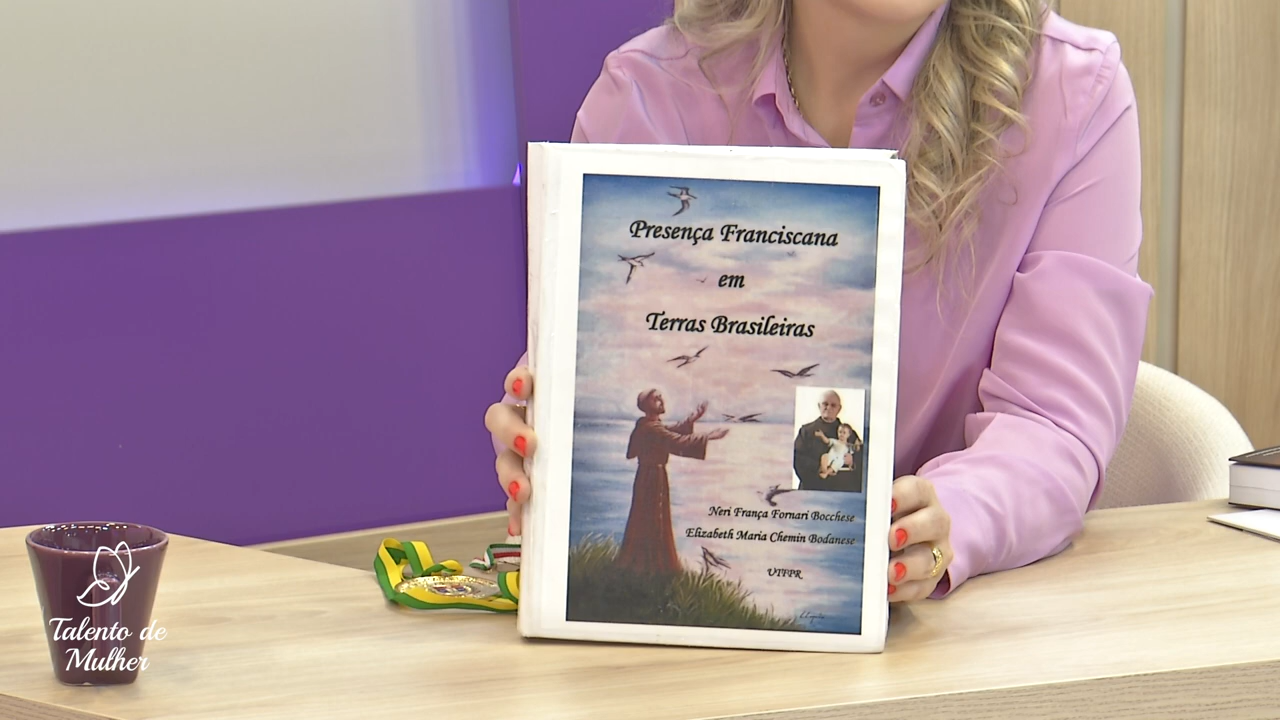 Presença Franciscana
em
Terras Brasileiras
Neri França Fornari Bocchese
Elizabeth Maria Chemin Bodanese
UTFPR
Talento de
Mulher